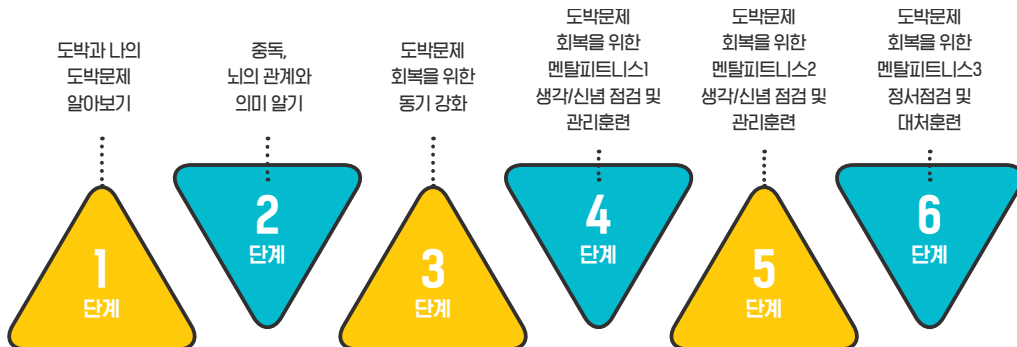 도박과 나의
도박문제
알아보기
1
단계
중독,
뇌의 관계와
의미 알기
2
단계
도박문제
회복을 위한
동기 강화
3
단계
도박문제
회복을 위한
멘탈피트니스1
생각/신념 점검 및
관리훈련
4
단계
도박문제
회복을 위한
멘탈피트니스2
생각/신념 점검 및
관리훈련
5
단계
도박문제
회복을 위한
멘탈피트니스3
정서점검 및
대처훈련
6
단계